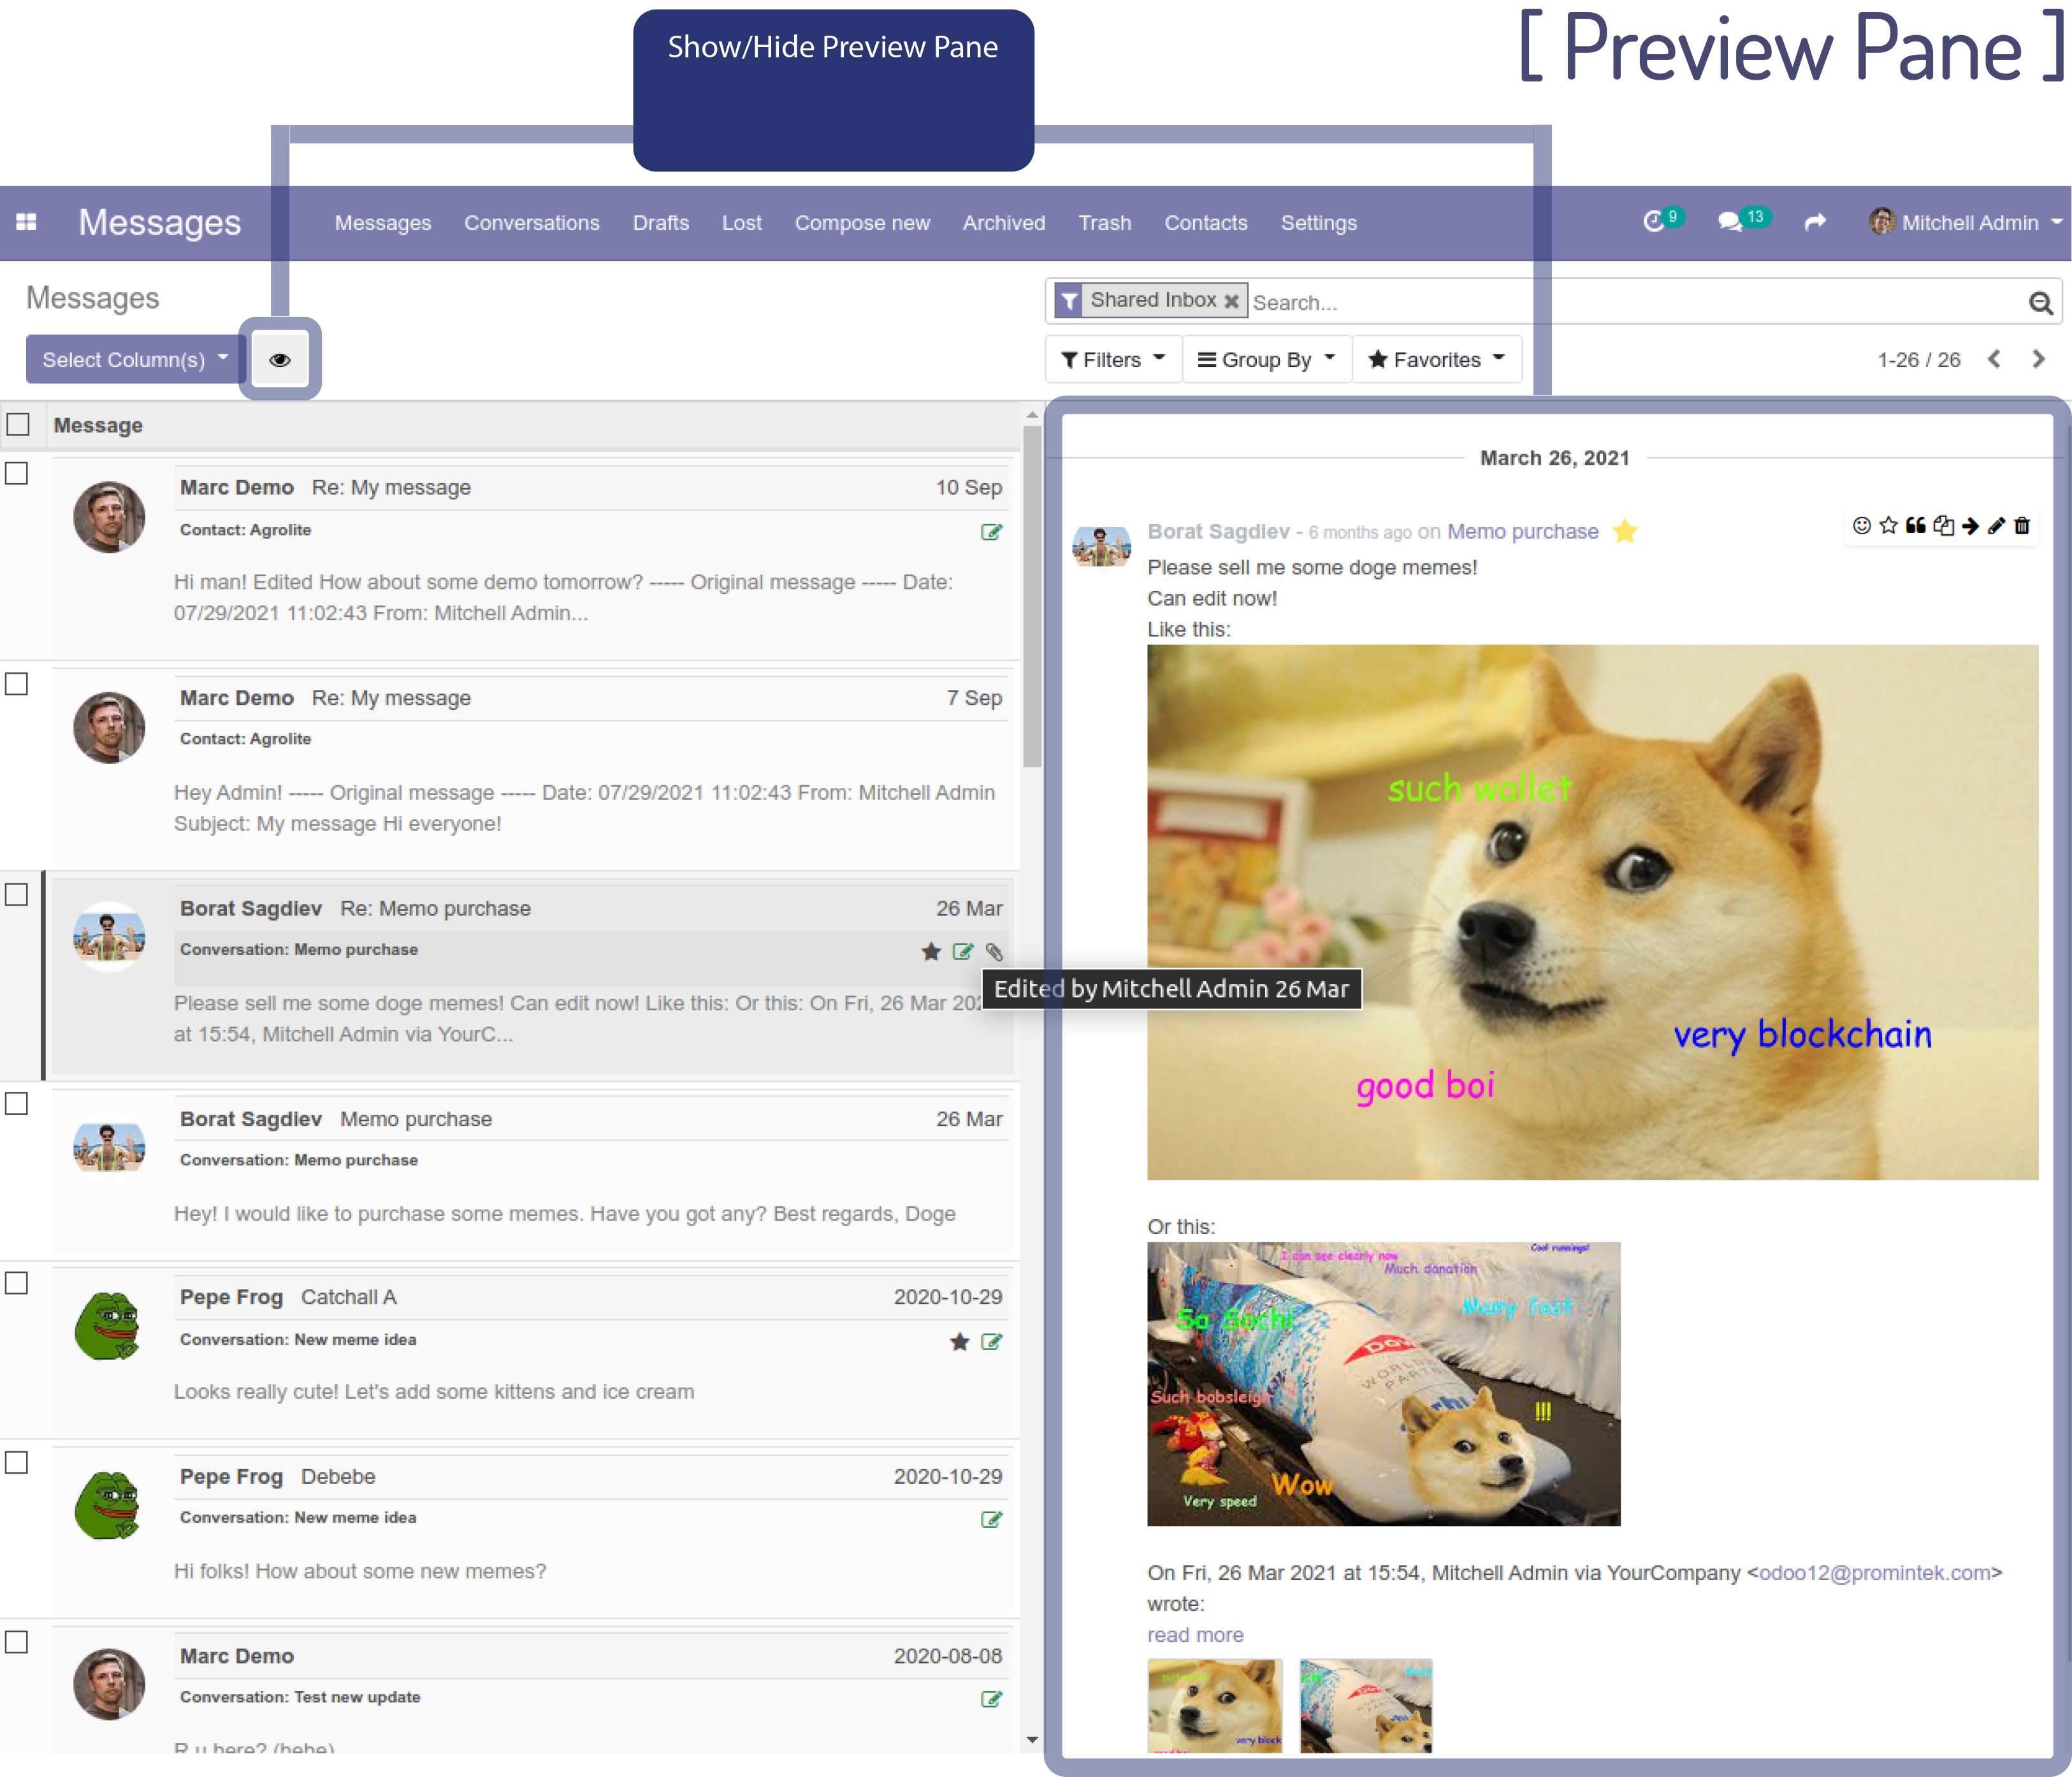 Show/Hide Preview Pane
[ Preview Pane ]
Messages
Messages Conversations Drafts Lost Compose new Archived Trash Contacts Settings
9 13 Mitchell Admin
Messages
Shared Inbox Search...
Select Column(s)
Filters Group By Favorites
1-26 / 26
Message
Marc Demo Re: My message 10 Sep
Contact: Agrolite
Hi man! Edited How about some demo tomorrow? ----- Original message ----- Date:
07/29/2021 11:02:43 From: Mitchell Admin...
Marc Demo Re: My message 7 Sep
Contact: Agrolite
Hey Admin! ----- Original message ----- Date: 07/29/2021 11:02:43 From: Mitchell Admin
Subject: My message Hi everyone!
Borat Sagdiev Re: Memo purchase 26 Mar
Conversation: Memo purchase
Please sell me some doge memes! Can edit now! Like this: Or this: On Fri, 26 Mar 202
at 15:54, Mitchell Admin via YourC...
Edited by Mitchell Admin 26 Mar
Borat Sagdiev Memo purchase 26 Mar
Conversation: Memo purchase
Hey! I would like to purchase some memes. Have you got any? Best regards, Doge
Pepe Frog Catchall A 2020-10-29
Conversation: New meme idea
Looks really cute! Let's add some kittens and ice cream
Pepe Frog Debebe 2020-10-29
Conversation: New meme idea
Hi folks! How about some new memes?
Marc Demo 2020-08-08
Conversation: Test new update
R u here? (hehe)
March 26, 2021
Borat Sagdiev - 6 months ago on Memo purchase
Please sell me some doge memes!
Can edit now!
Like this:
such wallet
very blockchain
good boi
Or this:
I can see clearly now
Cool runnings!
Much donation
So Sochi
Many fast
Dow
WORLD
PART
Such bobsleigh
!!!
Wow
Very speed
On Fri, 26 Mar 2021 at 15:54, Mitchell Admin via YourCompany <odoo12@promintek.com>
wrote:
read more
very block